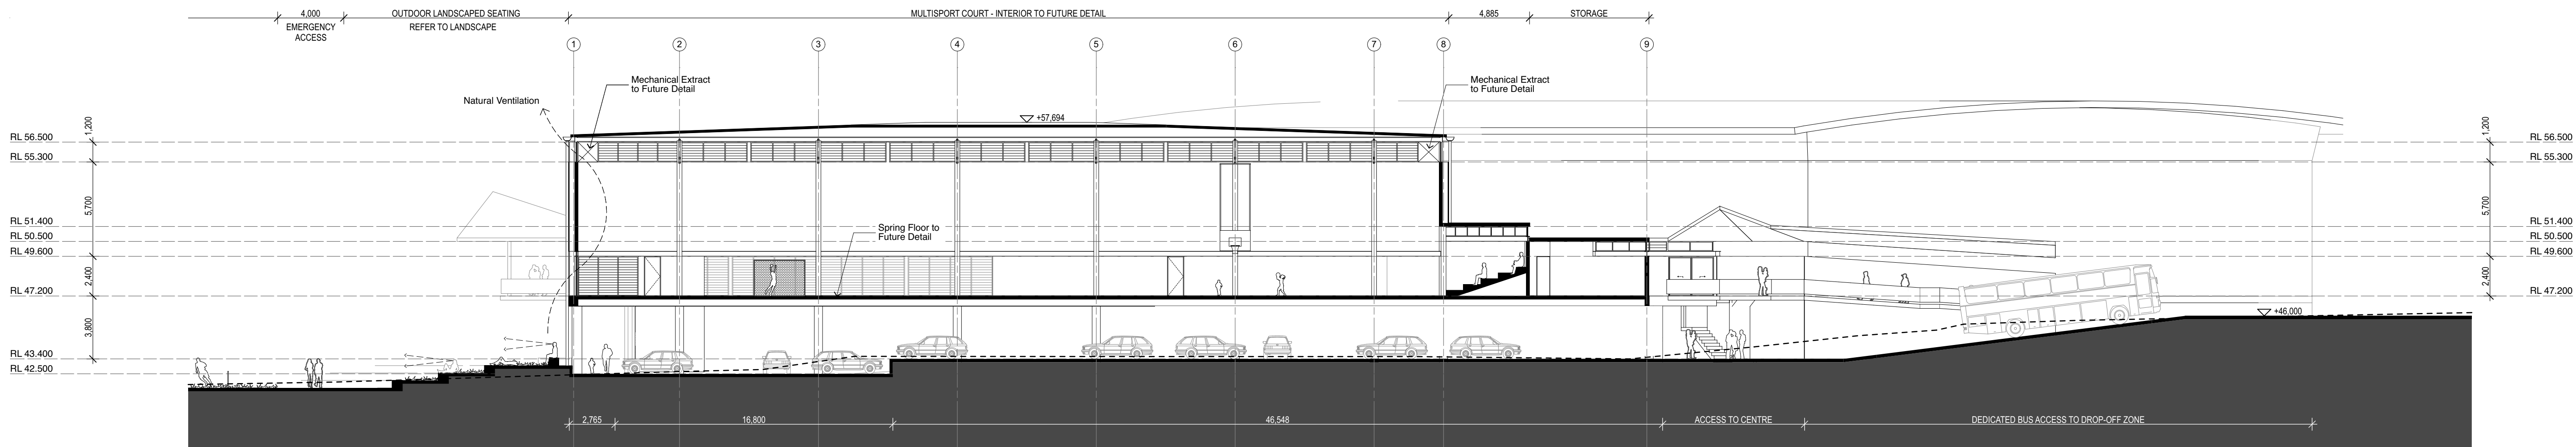 4,000
OUTDOOR LANDSCAPED SEATING
MULTISPORT COURT - INTERIOR TO FUTURE DETAIL
4,885
STORAGE
EMERGENCY
ACCESS
REFER TO LANDSCAPE
1
2
3
4
5
6
7
8
9
Mechanical Extract
to Future Detail
Mechanical Extract
to Future Detail
Natural Ventilation
+57,694
RL 56.500
RL 55.300
RL 51.400
RL 50.500
RL 49.600
RL 47.200
RL 43.400
RL 42.500
1,200
5,700
2,400
3,800
Spring Floor to
Future Detail
1,200
5,700
2,400
RL 56.500
RL 55.300
RL 51.400
RL 50.500
RL 49.600
RL 47.200
+46,000
2,765
16,800
46,548
ACCESS TO CENTRE
DEDICATED BUS ACCESS TO DROP-OFF ZONE